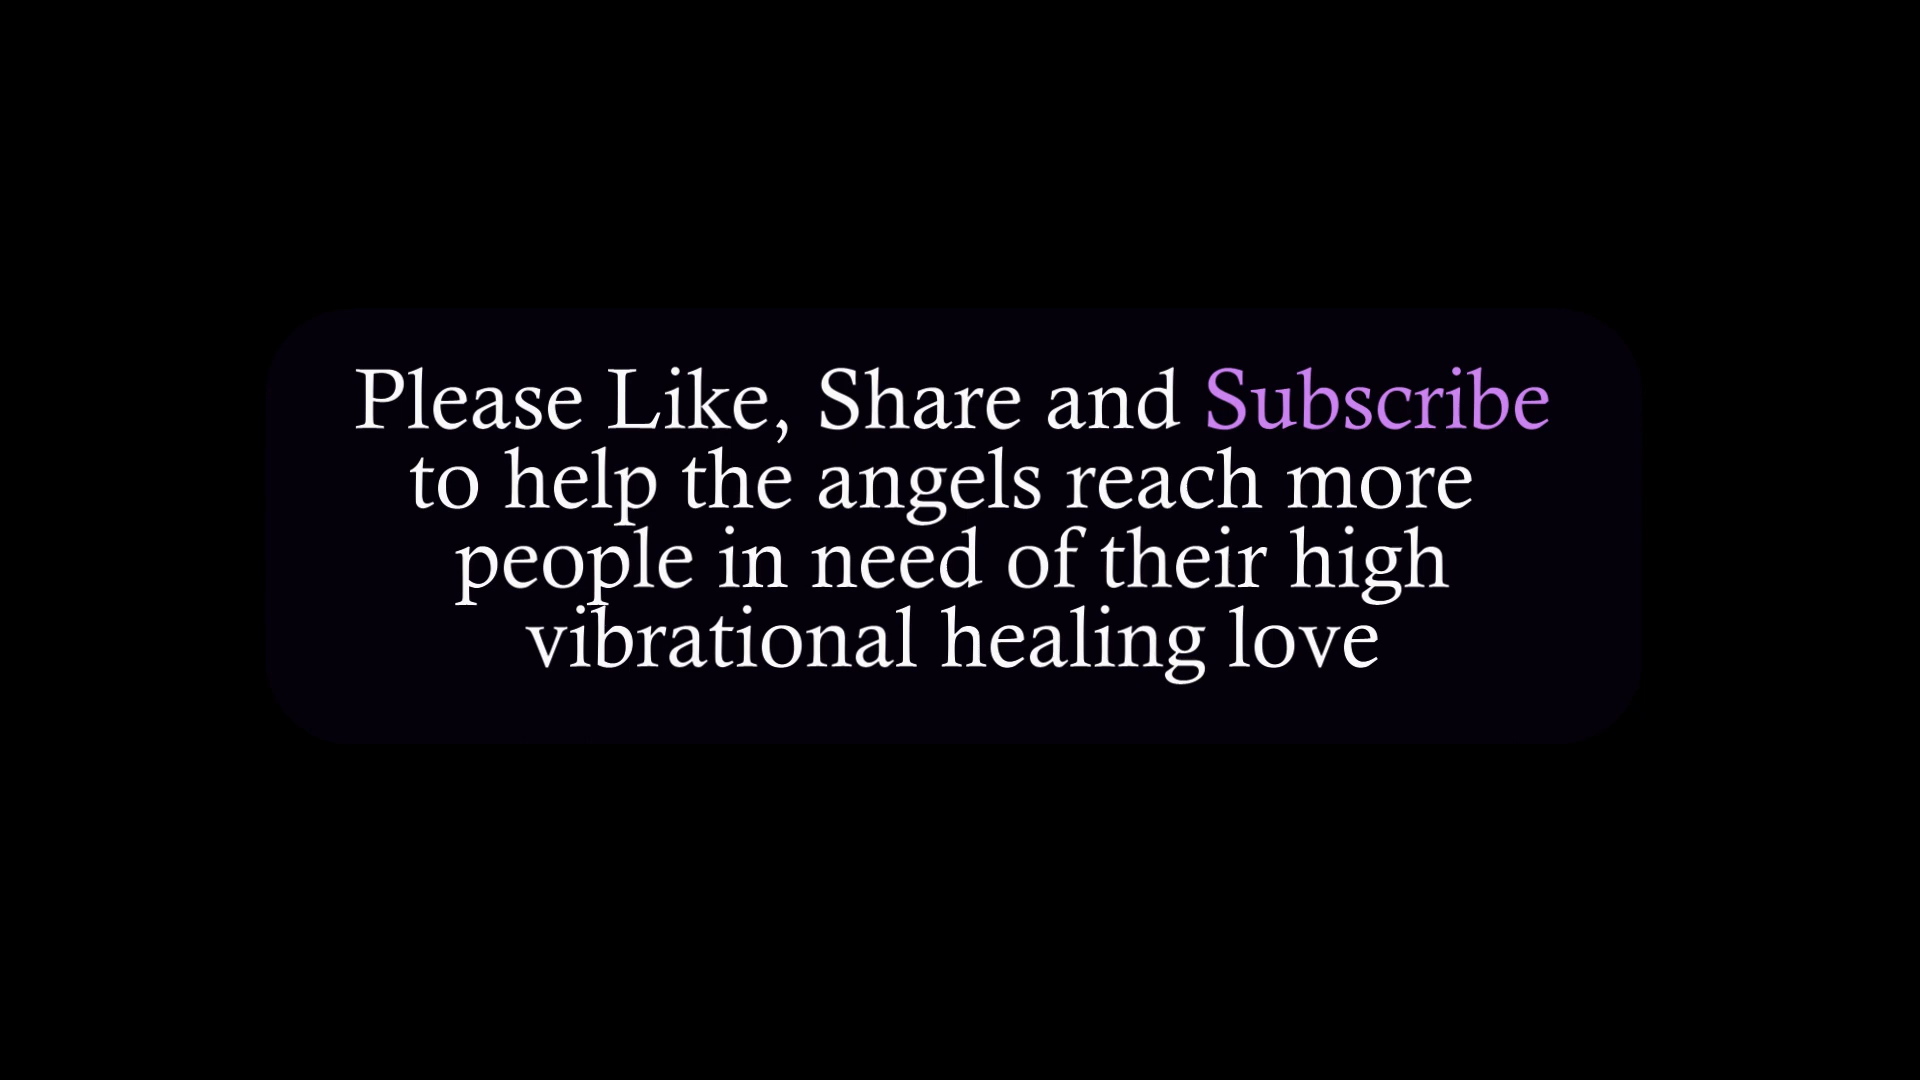 Please Like, Share and Subscribe
to help the angels reach more
people in need of their high
vibrational healing love